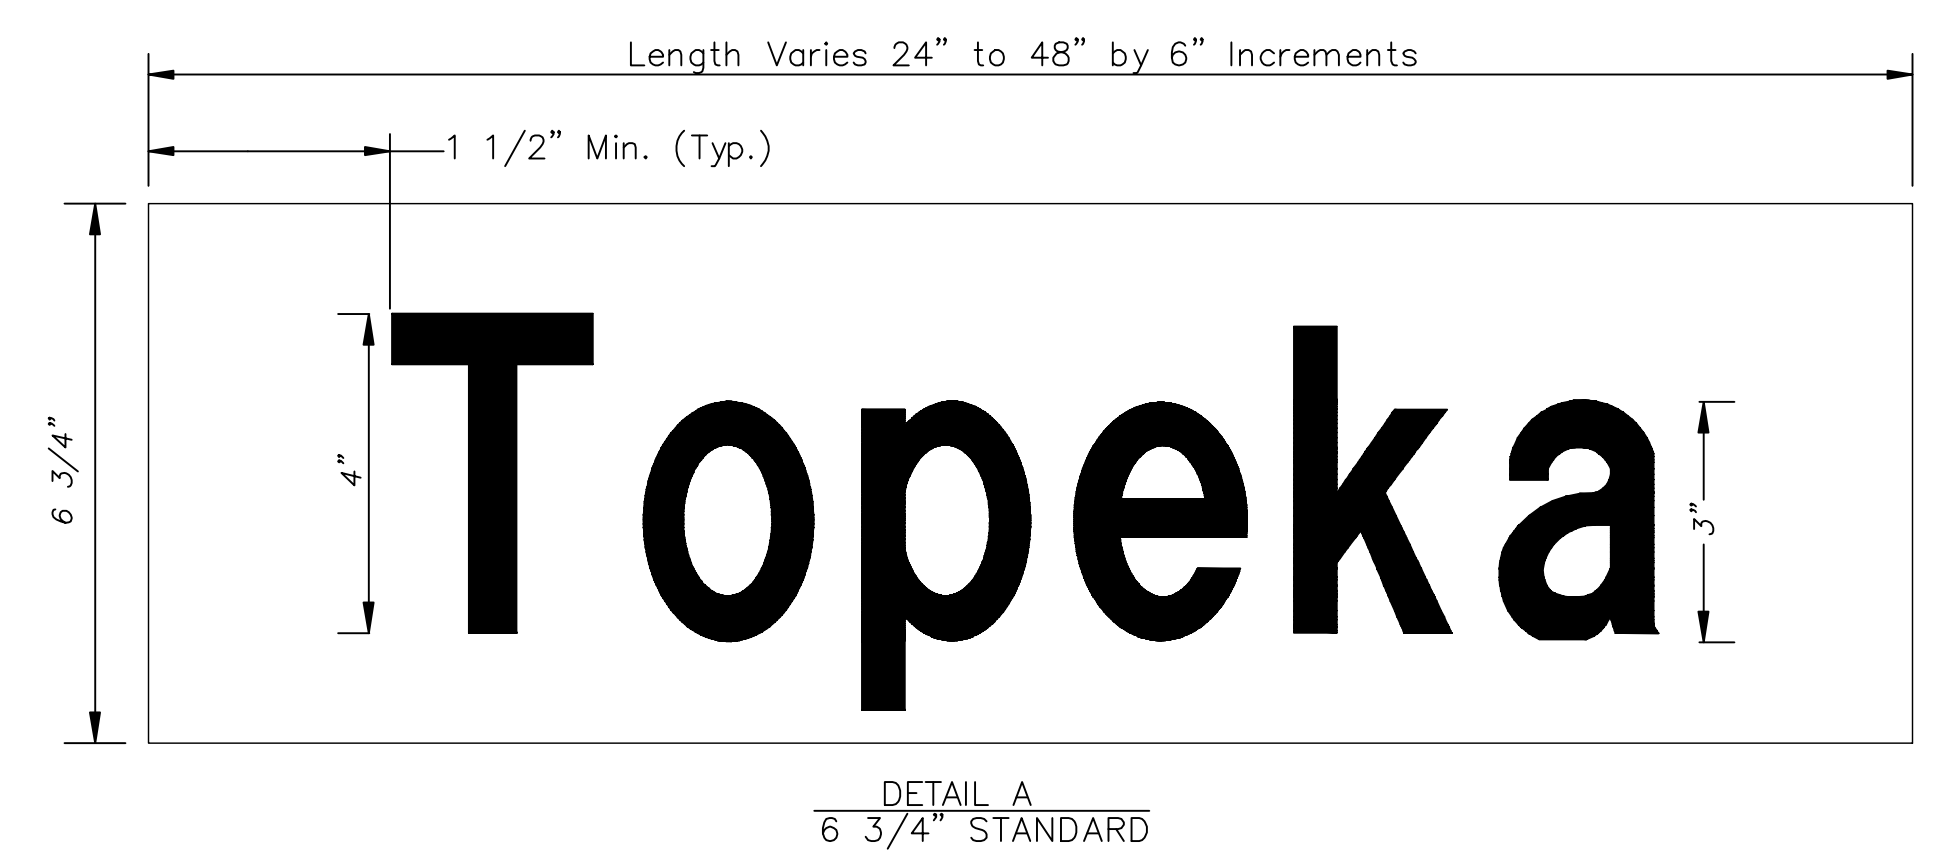 Length Varies 24” to 48” by 6” Increments
1 1/2” Min. (Typ.)
6 3/4”
4”
Topeka
3”
DETAIL A
6 3/4” STANDARD